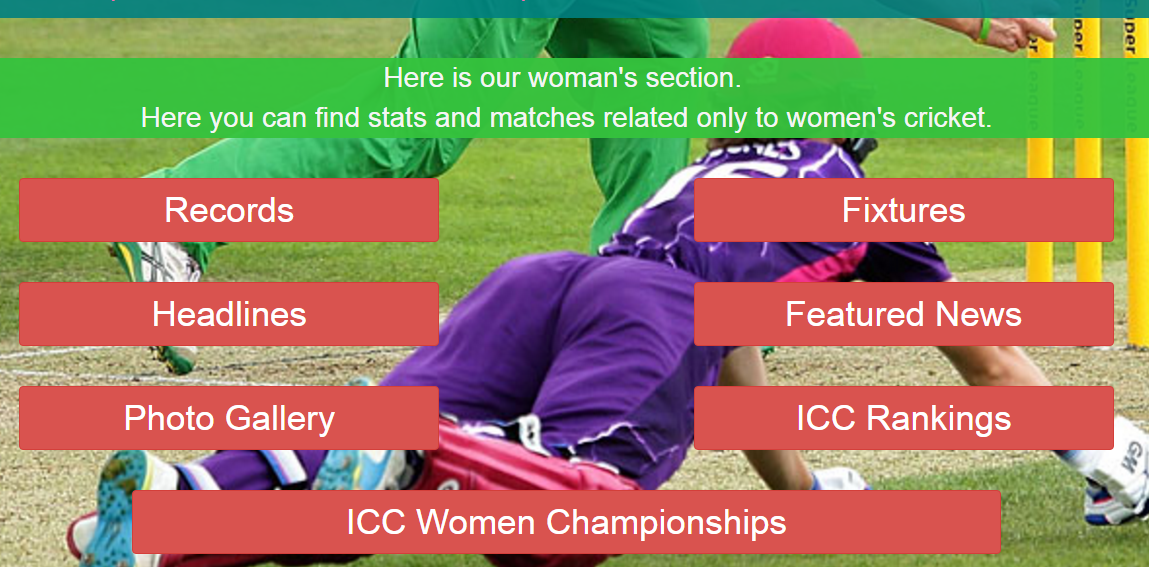 Here is our woman's section.
Here you can find stats and matches related only to women's cricket.
Records
Fixtures
Headlines
Featured News
Photo Gallery
ICC Rankings
GM
ICC Women Championships